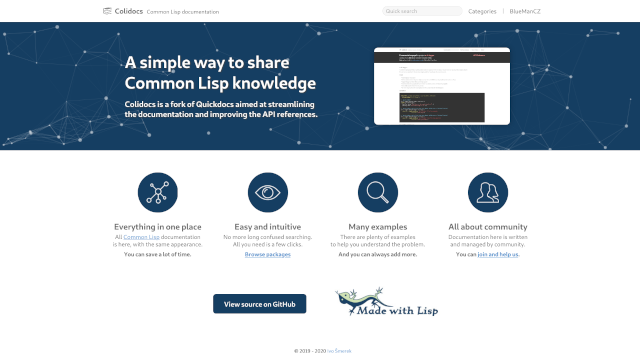 Colidocs Common Lisp documentation
Quick search
Categories
BlueManCZ
A simple way to share
Common Lisp knowledge
Colidocs is a fork of Quickdocs aimed at streamlining
the documentation and improving the API references.
Everything in one place
All Common Lisp documentation
is here, with the same appearance.
You can save a lot of time.
Easy and intuitive
No more long confused searching.
All you need is a few clicks.
Browse packages
Many examples
There are plenty of examples
to help you understand the problem.
And you can always add more.
All about community
Documentation here is written
and managed by community.
You can join and help us.
View source on GitHub
Made with Lisp
© 2019 - 2020 Ivo Šmerek